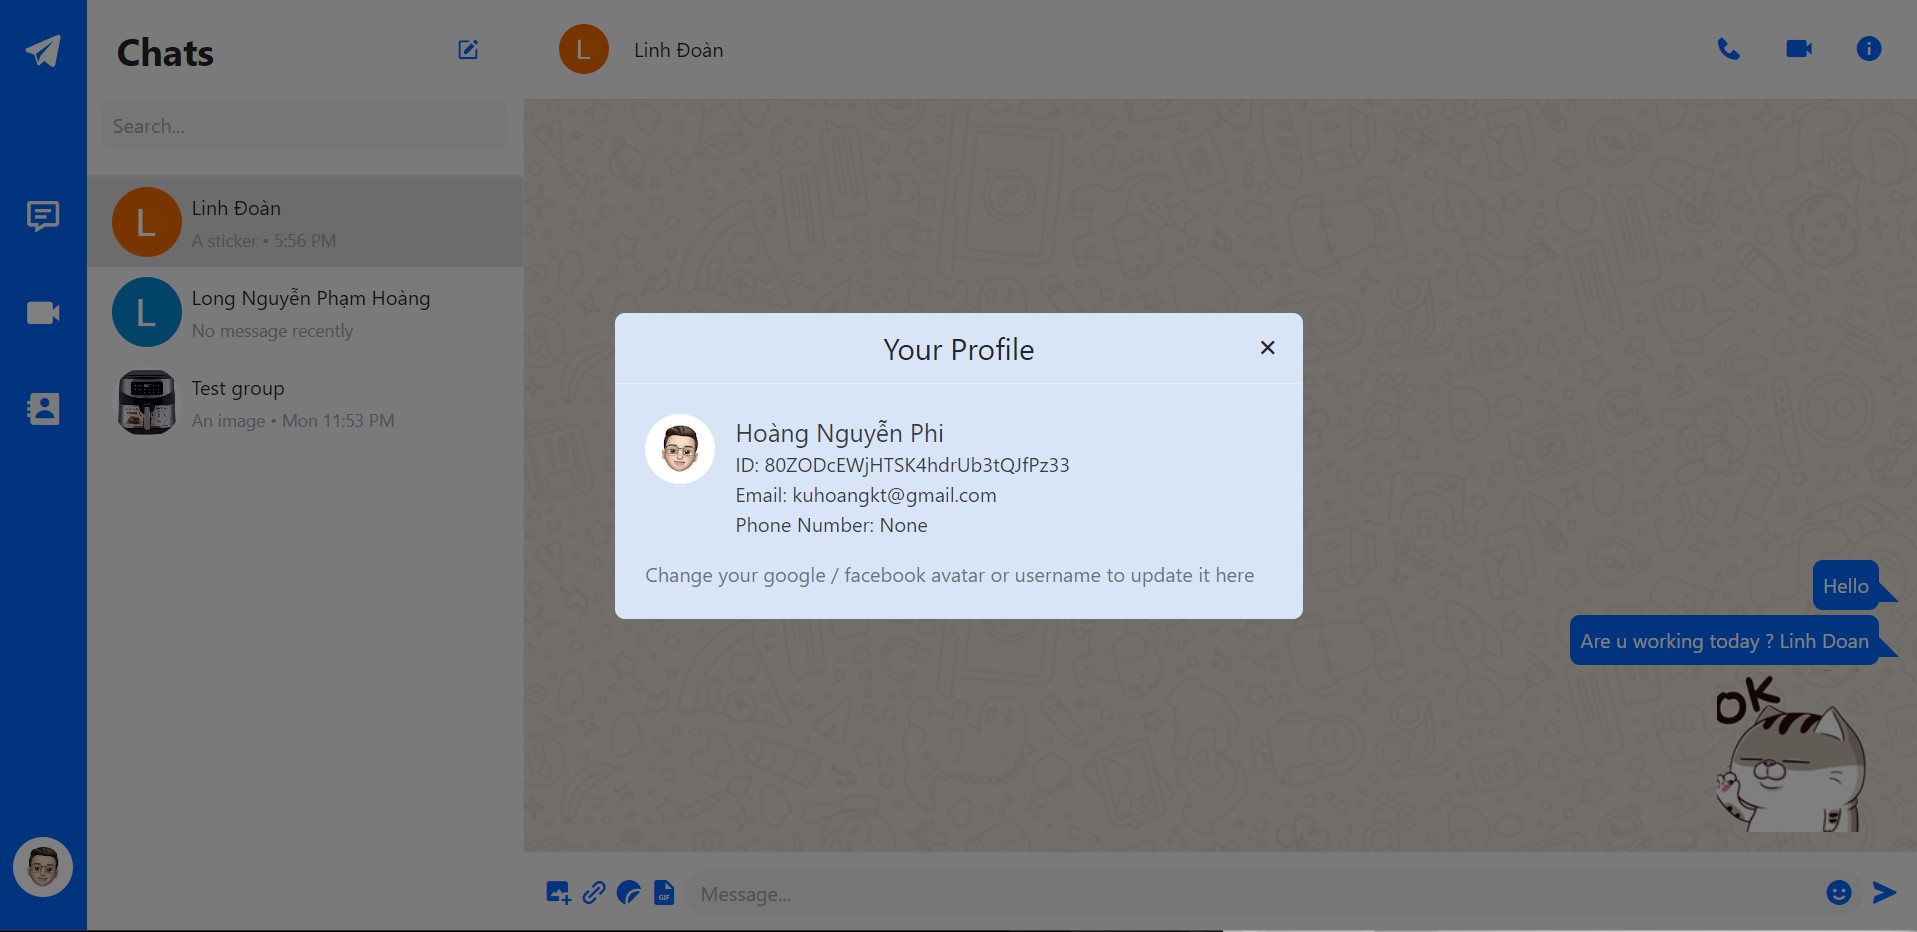 Chats
Search...
L
Linh Đoàn
A sticker • 5:56 PM
L
Long Nguyễn Phạm Hoàng
No message recently
Test group
An image • Mon 11:53 PM
L
Linh Đoàn
Your Profile
Hoàng Nguyễn Phi
ID: 80ZODcEWjHTSK4hdrUb3tQJfPz33
Email: kuhoangkt@gmail.com
Phone Number: None
Change your google / facebook avatar or username to update it here
Hello
Are u working today ? Linh Doan
OK
GIF
Message...